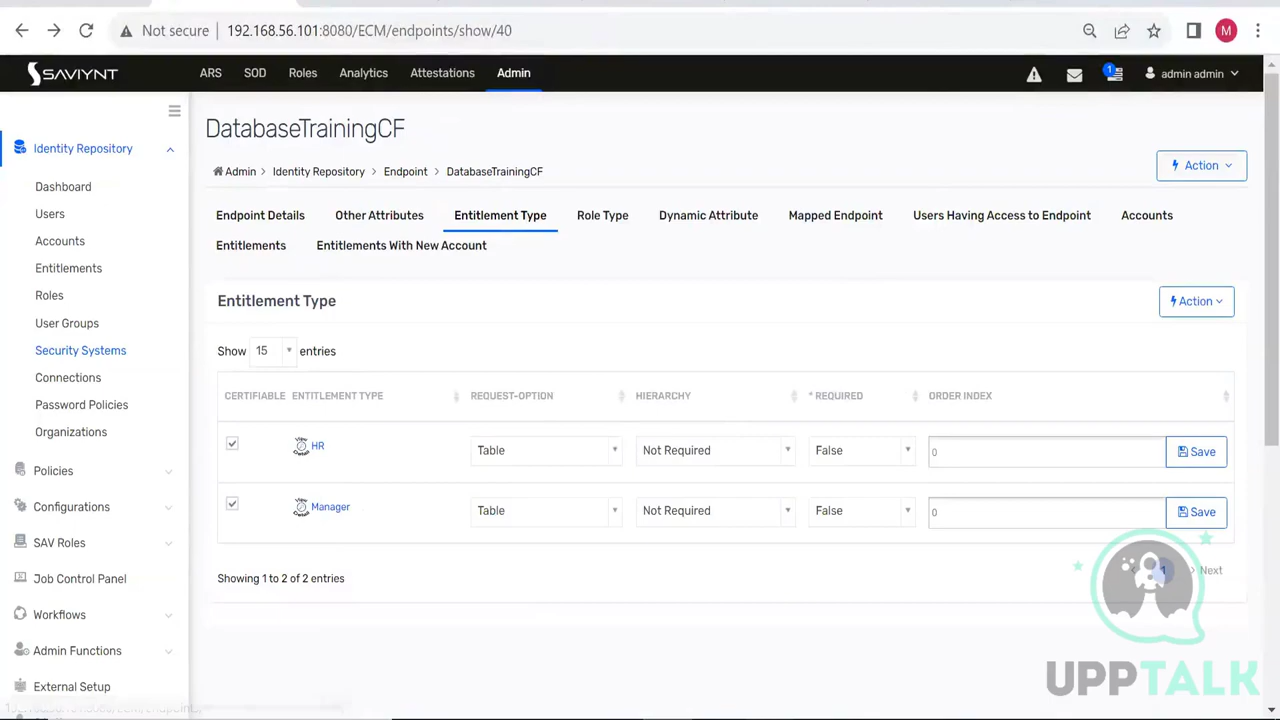 Not secure 192.168.56.101:8080/ECM/endpoints/show/40 M
SAVIYNT ARS SOD Roles Analytics Attestations Admin 1 admin admin
Identity Repository
Dashboard
Users
Accounts
Entitlements
Roles
User Groups
Security Systems
Connections
Password Policies
Organizations
Policies
Configurations
SAV Roles
Job Control Panel
Workflows
Admin Functions
External Setup
DatabaseTrainingCF
Admin > Identity Repository > Endpoint > DatabaseTrainingCF
Action
Endpoint Details Other Attributes Entitlement Type Role Type Dynamic Attribute Mapped Endpoint Users Having Access to Endpoint Accounts
Entitlements Entitlements With New Account
Entitlement Type Action
Show 15 entries
CERTIFIABLE ENTITLEMENT TYPE REQUEST-OPTION HIERARCHY * REQUIRED ORDER INDEX
HR Table Not Required False 0 Save
Manager Table Not Required False 0 Save
Showing 1 to 2 of 2 entries 1 Next
UPPTALK